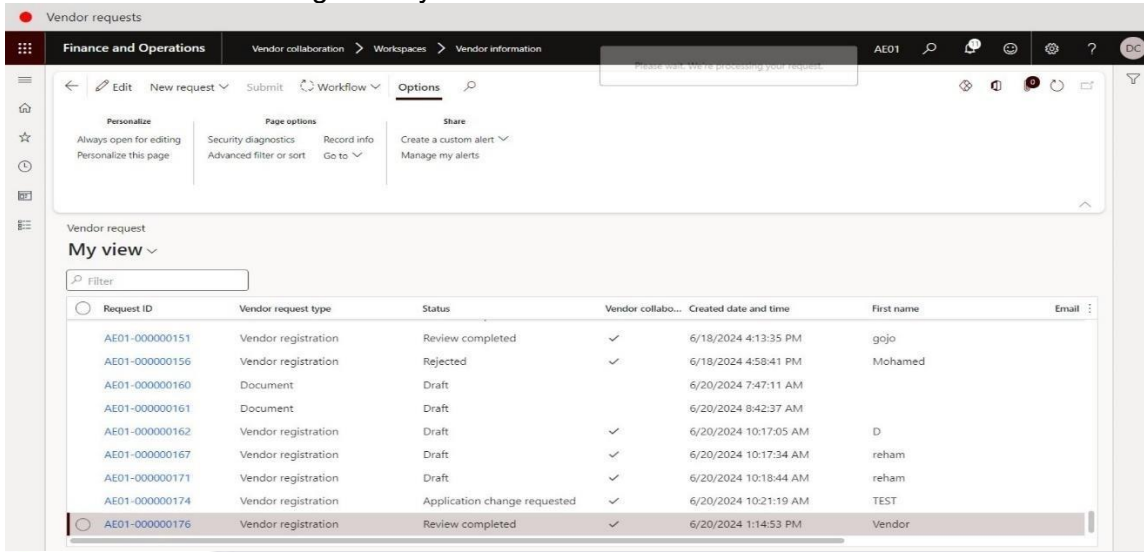 Vendor requests
Finance and Operations Vendor collaboration > Workspaces > Vendor information AE01 ? DC
Please wait. We're processing your request.
Edit New request Submit Workflow Options 0
Personalize Page options Share
Always open for editing Security diagnostics Record info Create a custom alert
Personalize this page Advanced filter or sort Go to Manage my alerts
Vendor request
My view
Filter
Request ID Vendor request type Status Vendor collabo... Created date and time First name Email
AE01-000000151 Vendor registration Review completed 6/18/2024 4:13:35 PM gojo
AE01-000000156 Vendor registration Rejected 6/18/2024 4:58:41 PM Mohamed
AE01-000000160 Document Draft 6/20/2024 7:47:11 AM
AE01-000000161 Document Draft 6/20/2024 8:42:37 AM
AE01-000000162 Vendor registration Draft 6/20/2024 10:17:05 AM D
AE01-000000167 Vendor registration Draft 6/20/2024 10:17:34 AM reham
AE01-000000171 Vendor registration Draft 6/20/2024 10:18:44 AM reham
AE01-000000174 Vendor registration Application change requested 6/20/2024 10:21:19 AM TEST
AE01-000000176 Vendor registration Review completed 6/20/2024 1:14:53 PM Vendor